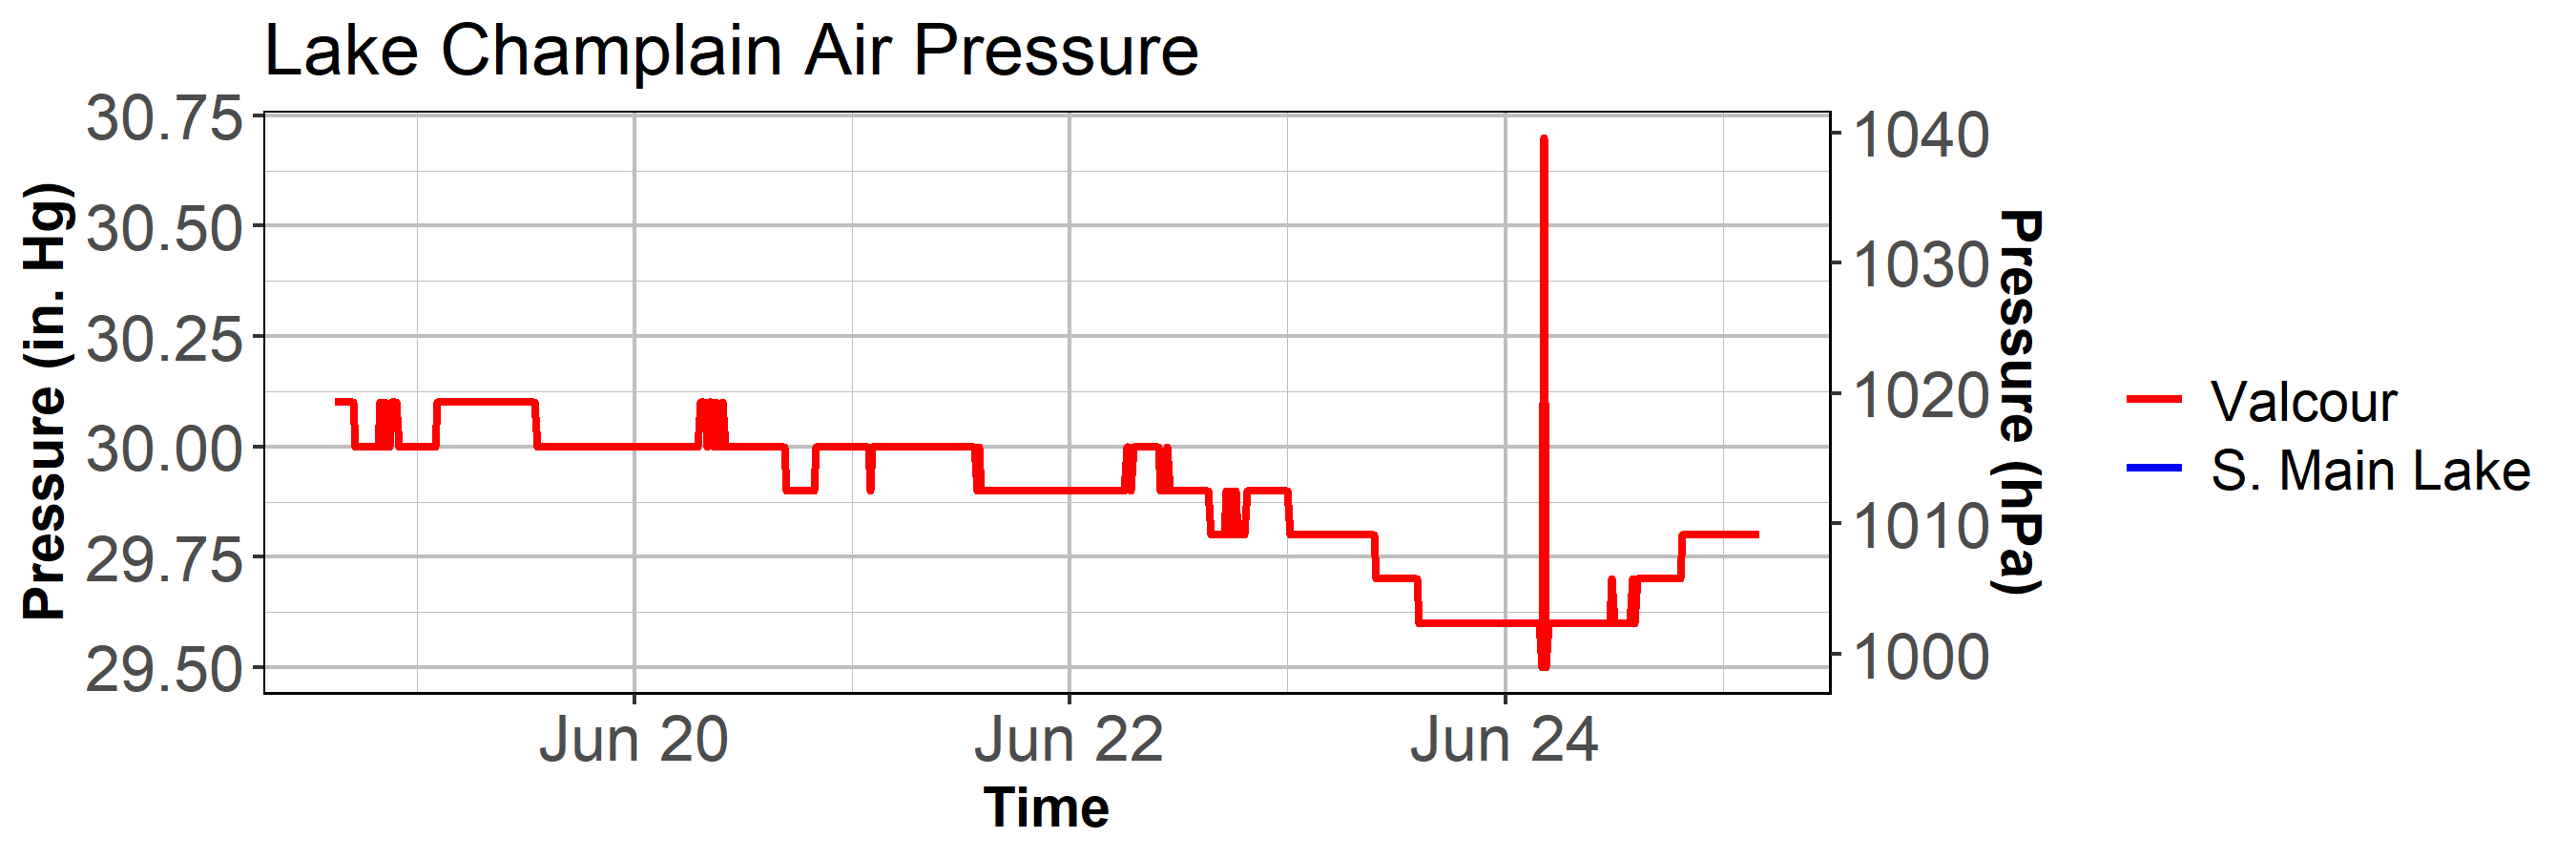 Lake Champlain Air Pressure
30.75
30.50
30.25
30.00
29.75
29.50
Pressure (in. Hg)
1040
1030
1020
1010
1000
Pressure (hPa)
Jun 20
Jun 22
Jun 24
Time
Valcour
S. Main Lake